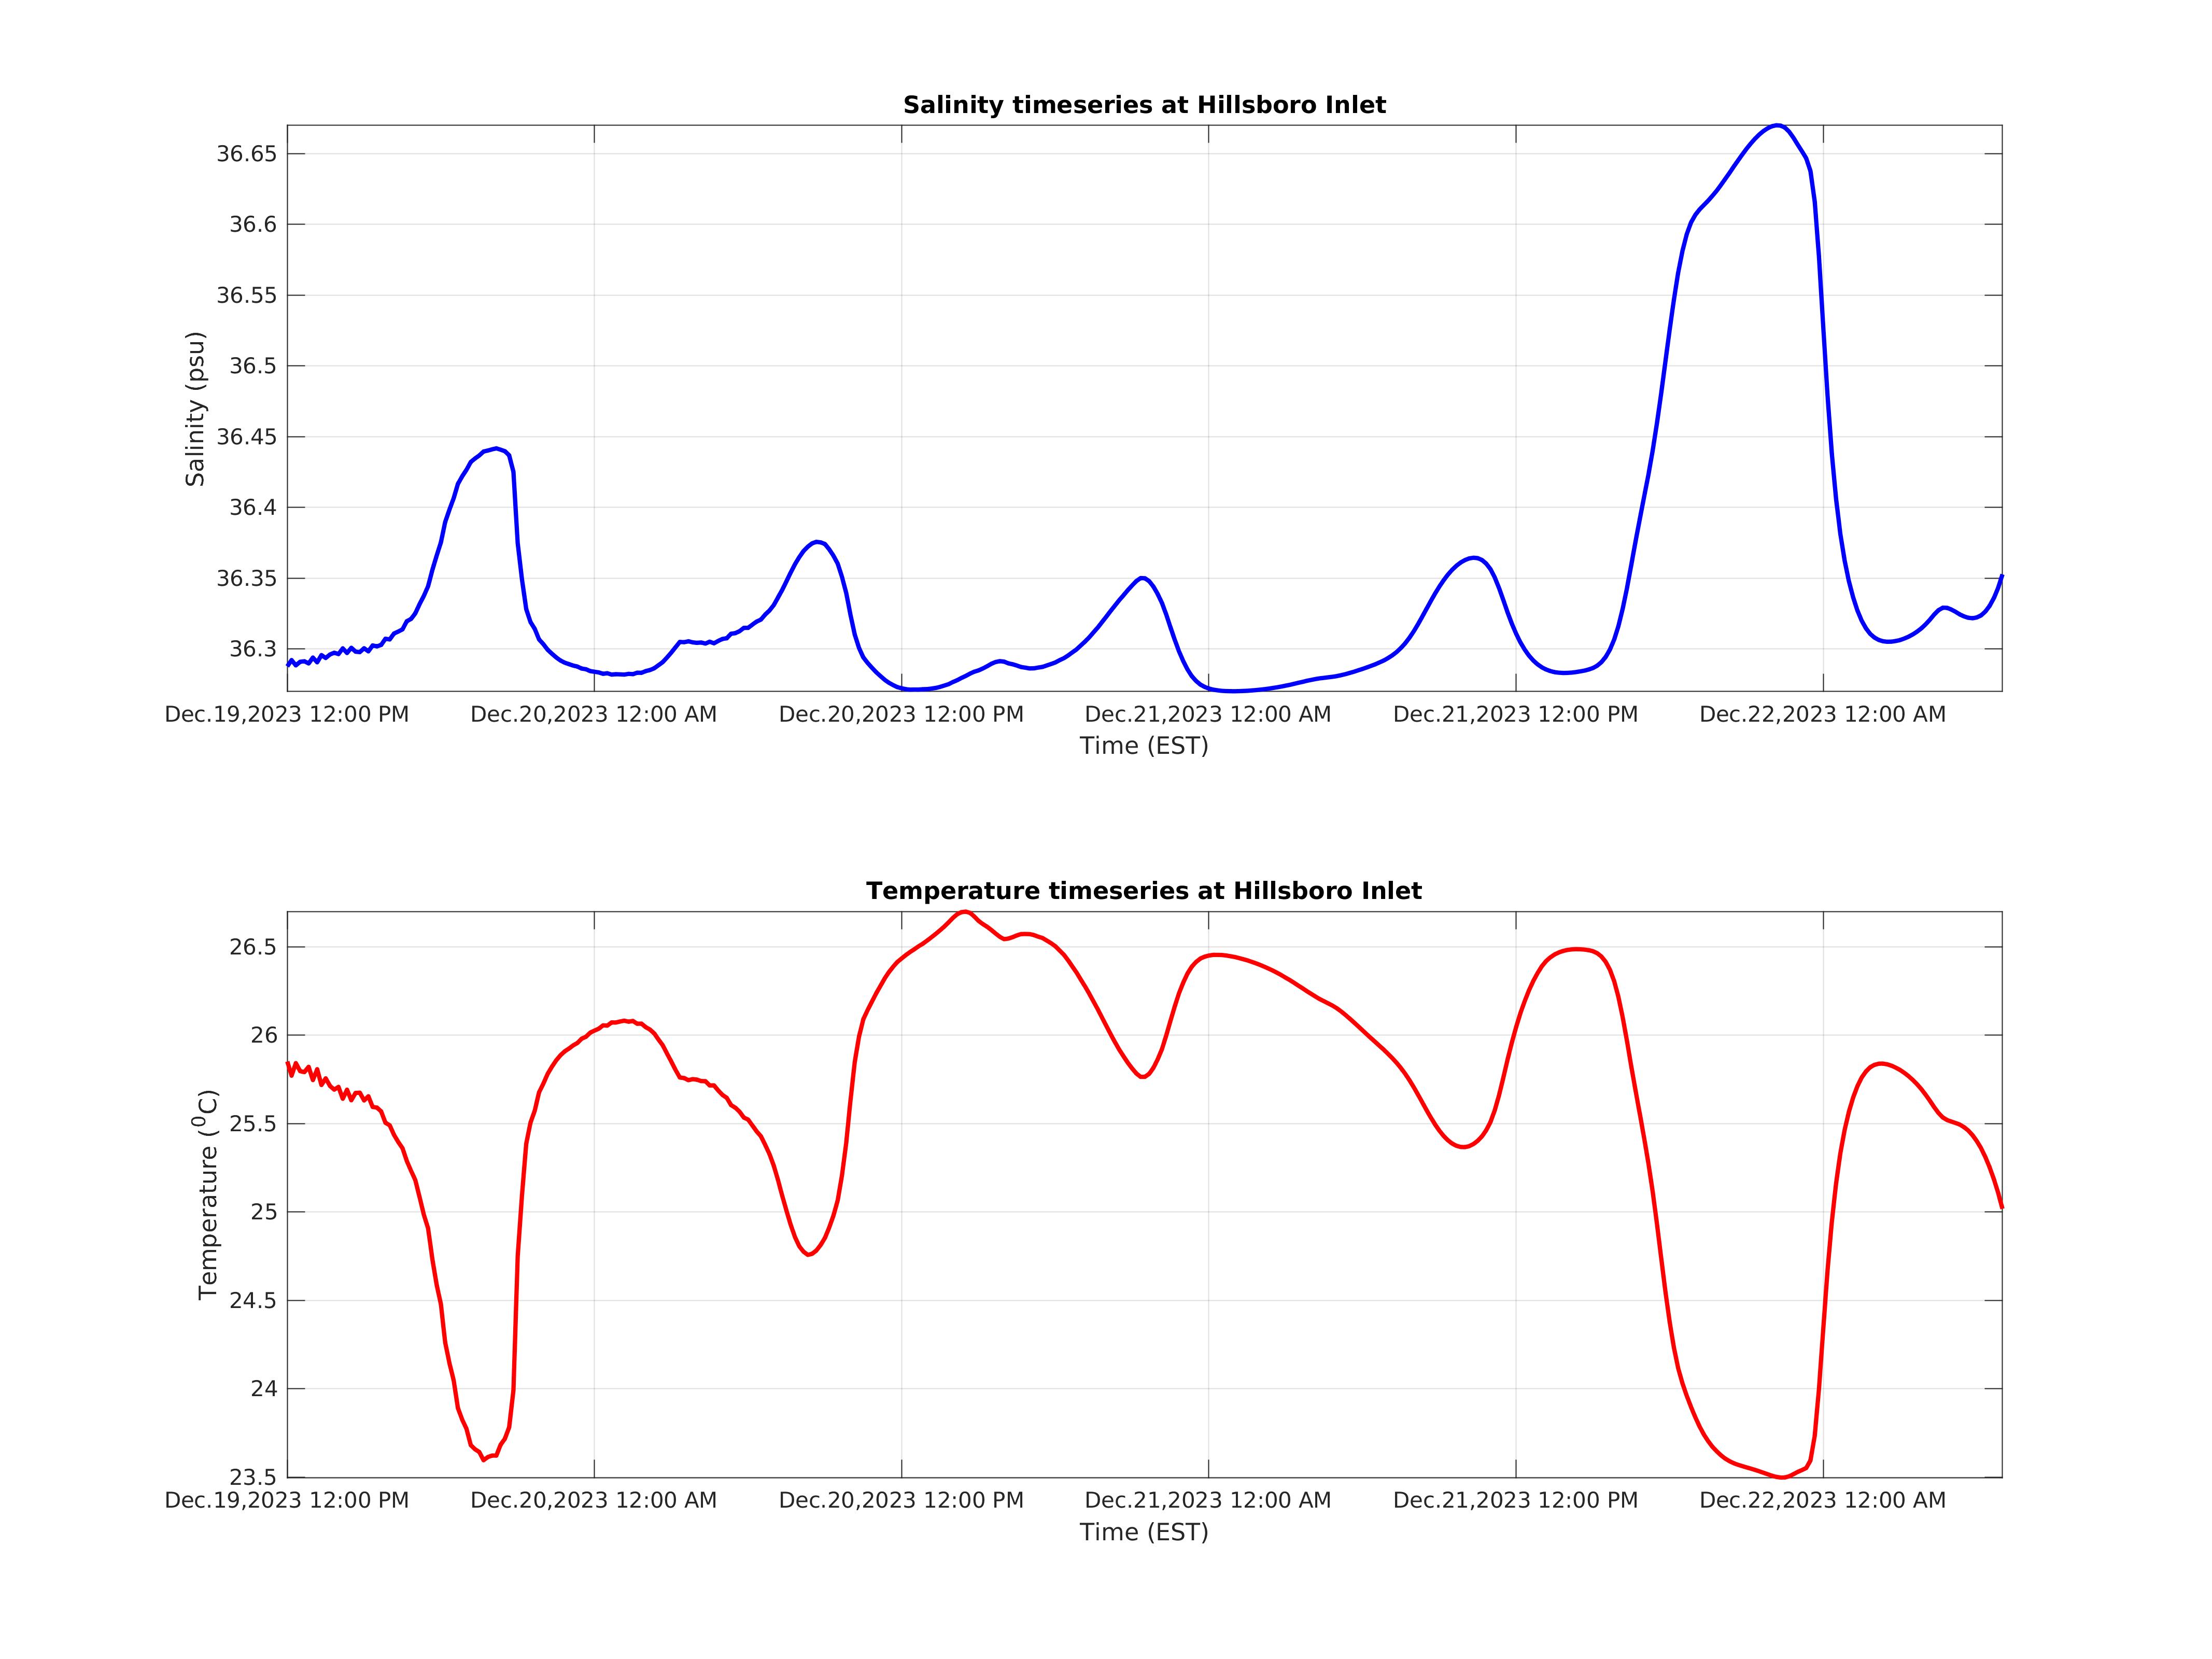 Salinity timeseries at Hillsboro Inlet
36.65
36.6
36.55
36.5
36.45
36.4
36.35
36.3
Salinity (psu)
Dec.19,2023 12:00 PM Dec.20,2023 12:00 AM Dec.20,2023 12:00 PM Dec.21,2023 12:00 AM Dec.21,2023 12:00 PM Dec.22,2023 12:00 AM
Time (EST)
Temperature timeseries at Hillsboro Inlet
26.5
26
25.5
25
24.5
24
23.5
Temperature (⁰C)
Dec.19,2023 12:00 PM Dec.20,2023 12:00 AM Dec.20,2023 12:00 PM Dec.21,2023 12:00 AM Dec.21,2023 12:00 PM Dec.22,2023 12:00 AM
Time (EST)